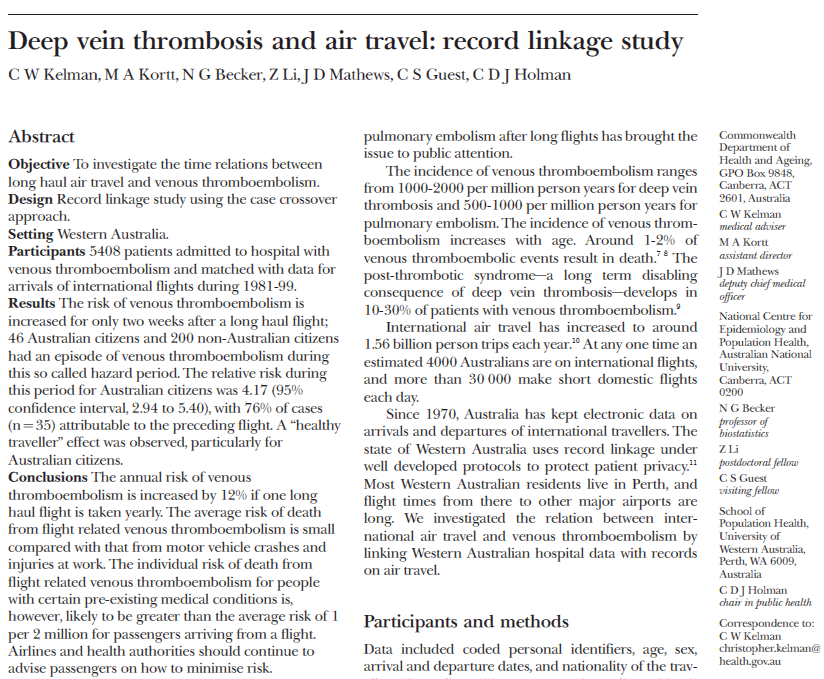 Deep vein thrombosis and air travel: record linkage study
C W Kelman, M A Kortt, N G Becker, Z Li, J D Mathews, C S Guest, C D J Holman
Abstract
Objective To investigate the time relations between
long haul air travel and venous thromboembolism.
Design Record linkage study using the case crossover
approach.
Setting Western Australia.
Participants 5408 patients admitted to hospital with
venous thromboembolism and matched with data for
arrivals of international flights during 1981-99.
Results The risk of venous thromboembolism is
increased for only two weeks after a long haul flight;
46 Australian citizens and 200 non-Australian citizens
had an episode of venous thromboembolism during
this so called hazard period. The relative risk during
this period for Australian citizens was 4.17 (95%
confidence interval, 2.94 to 5.40), with 76% of cases
(n = 35) attributable to the preceding flight. A “healthy
traveller” effect was observed, particularly for
Australian citizens.
Conclusions The annual risk of venous
thromboembolism is increased by 12% if one long
haul flight is taken yearly. The average risk of death
from flight related venous thromboembolism is small
compared with that from motor vehicle crashes and
injuries at work. The individual risk of death from
flight related venous thromboembolism for people
with certain pre-existing medical conditions is,
however, likely to be greater than the average risk of 1
per 2 million for passengers arriving from a flight.
Airlines and health authorities should continue to
advise passengers on how to minimise risk.
pulmonary embolism after long flights has brought the
issue to public attention.
The incidence of venous thromboembolism ranges
from 1000-2000 per million person years for deep vein
thrombosis and 500-1000 per million person years for
pulmonary embolism. The incidence of venous throm-
boembolism increases with age. Around 1-2% of
venous thromboembolic events result in death.7 8 The
post-thrombotic syndrome—a long term disabling
consequence of deep vein thrombosis—develops in
10-30% of patients with venous thromboembolism.9
International air travel has increased to around
1.56 billion person trips each year.10 At any one time an
estimated 4000 Australians are on international flights,
and more than 30 000 make short domestic flights
each day.
Since 1970, Australia has kept electronic data on
arrivals and departures of international travellers. The
state of Western Australia uses record linkage under
well developed protocols to protect patient privacy.11
Most Western Australian residents live in Perth, and
flight times from there to other major airports are
long. We investigated the relation between inter-
national air travel and venous thromboembolism by
linking Western Australian hospital data with records
on air travel.
Participants and methods
Data included coded personal identifiers, age, sex,
arrival and departure dates, and nationality of the trav-
Commonwealth
Department of
Health and Ageing,
GPO Box 9848,
Canberra, ACT
2601, Australia
C W Kelman
medical adviser
M A Kortt
assistant director
J D Mathews
deputy chief medical
officer
National Centre for
Epidemiology and
Population Health,
Australian National
University,
Canberra, ACT
0200
N G Becker
professor of
biostatistics
Z Li
postdoctoral fellow
C S Guest
visiting fellow
School of
Population Health,
University of
Western Australia,
Perth, WA 6009,
Australia
C D J Holman
chair in public health
Correspondence to:
C W Kelman
christopher.kelman@
health.gov.au